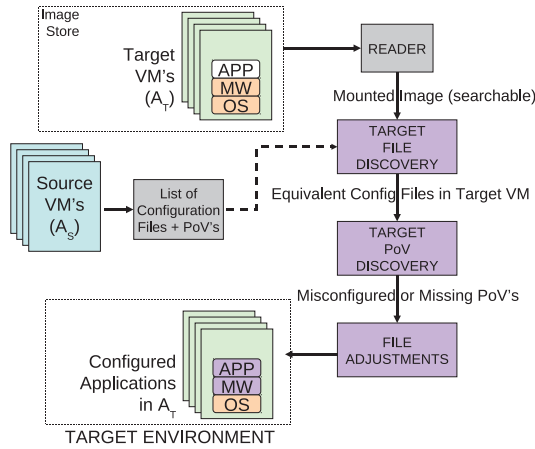 Image
Store
Target
VM's
(A_T)
APP
MW
OS
READER
Mounted Image (searchable)
TARGET
FILE
DISCOVERY
Source
VM's
(A_S)
List of
Configuration
Files + PoV's
Equivalent Config Files in Target VM
TARGET
PoV
DISCOVERY
Misconfigured or Missing PoV's
FILE
ADJUSTMENTS
Configured
Applications
in A_T
APP
MW
OS
TARGET ENVIRONMENT